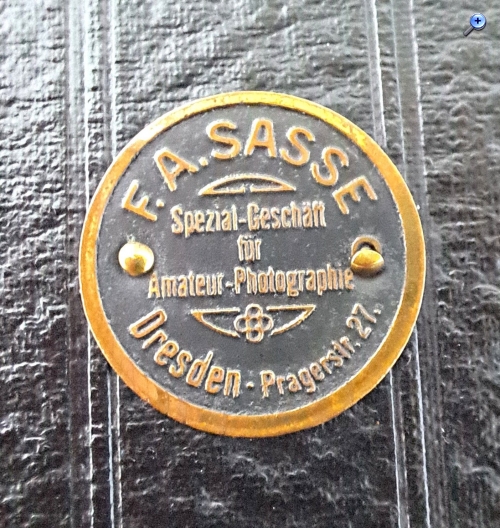 F. A. SASSE
Spezial-Geschäft
für
Amateur-Photographie
Dresden - Pragerstr. 27.